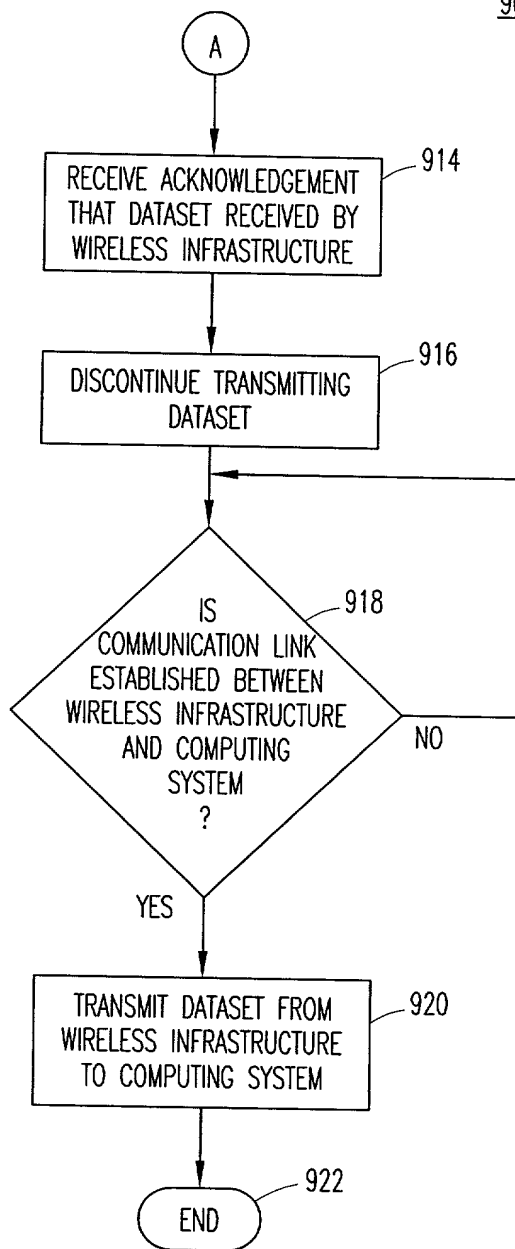 A
RECEIVE ACKNOWLEDGEMENT
THAT DATASET RECEIVED BY
WIRELESS INFRASTRUCTURE
914
DISCONTINUE TRANSMITTING
DATASET
916
IS
COMMUNICATION LINK
ESTABLISHED BETWEEN
WIRELESS INFRASTRUCTURE
AND COMPUTING
SYSTEM
?
918
NO
YES
TRANSMIT DATASET FROM
WIRELESS INFRASTRUCTURE
TO COMPUTING SYSTEM
920
END
922